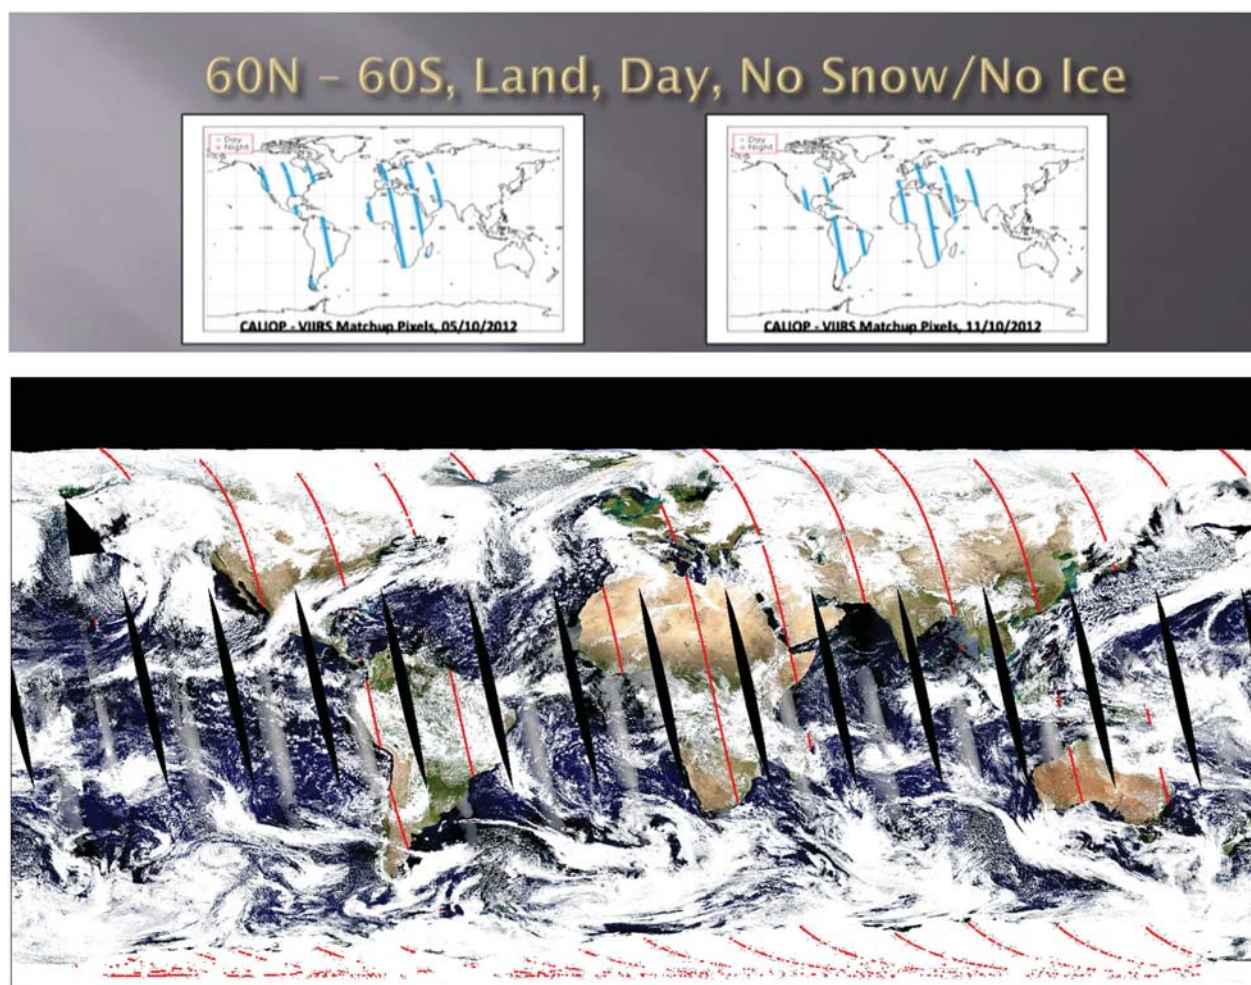 60N – 60S, Land, Day, No Snow/No Ice
Day
Night
CALIOP - VIIRS Matchup Pixels, 05/10/2012
Day
Night
CALIOP - VIIRS Matchup Pixels, 11/10/2012